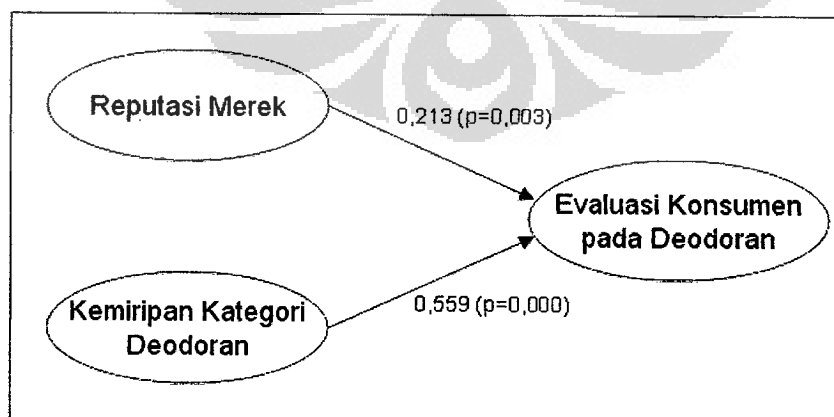 Reputasi Merek
0,213 (p=0,003)
Evaluasi Konsumen
pada Deodoran
Kemiripan Kategori
Deodoran
0,559 (p=0,000)